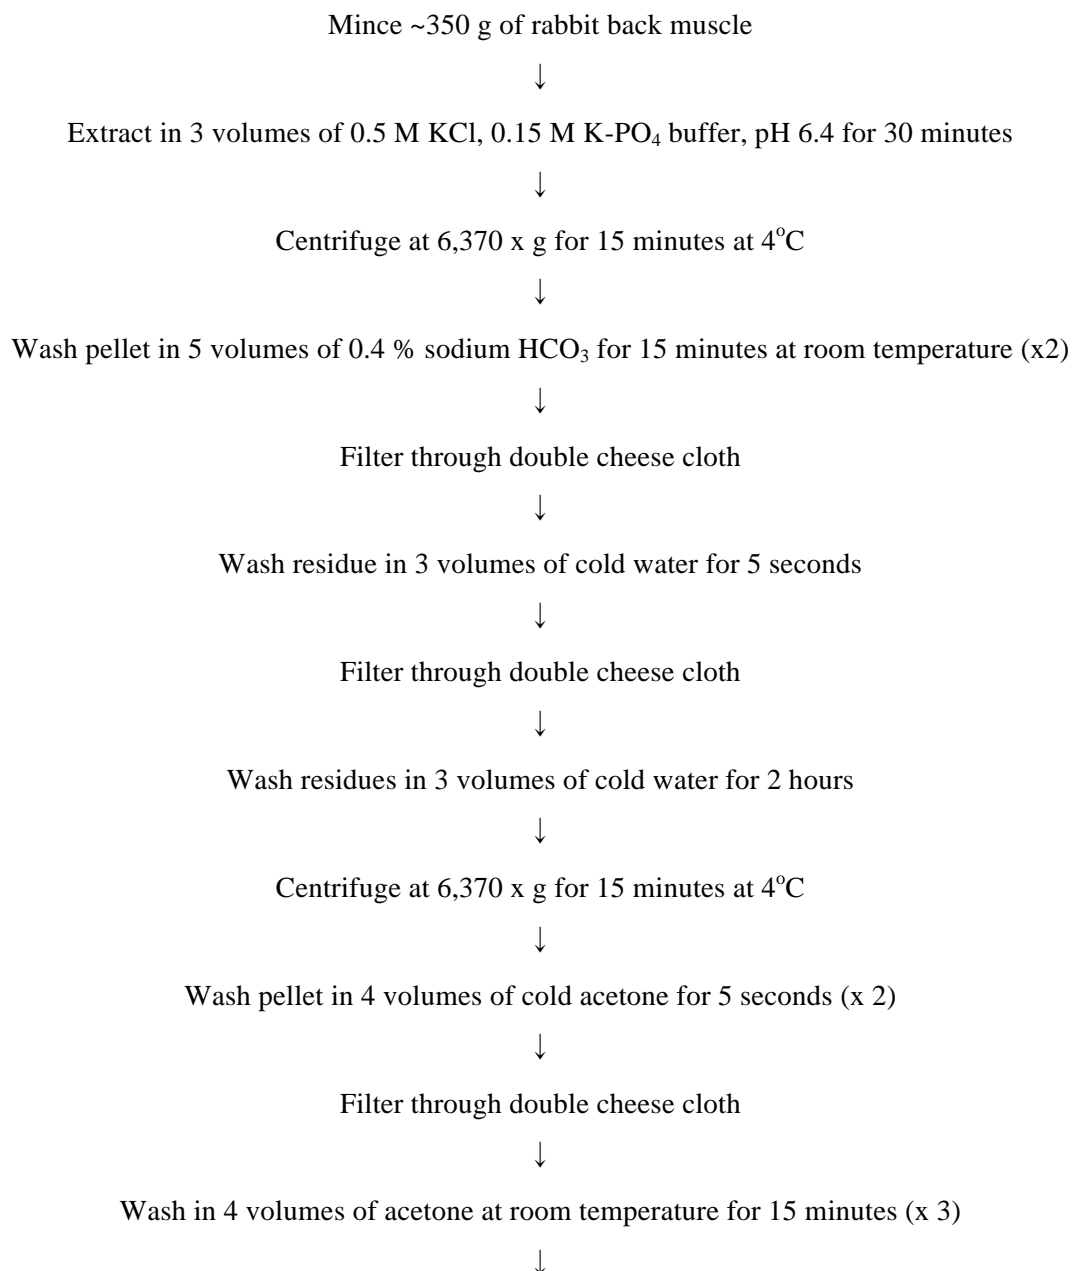 Mince ~350 g of rabbit back muscle
↓
Extract in 3 volumes of 0.5 M KCl, 0.15 M K-PO₄ buffer, pH 6.4 for 30 minutes
↓
Centrifuge at 6,370 x g for 15 minutes at 4°C
↓
Wash pellet in 5 volumes of 0.4 % sodium HCO₃ for 15 minutes at room temperature (x2)
↓
Filter through double cheese cloth
↓
Wash residue in 3 volumes of cold water for 5 seconds
↓
Filter through double cheese cloth
↓
Wash residues in 3 volumes of cold water for 2 hours
↓
Centrifuge at 6,370 x g for 15 minutes at 4°C
↓
Wash pellet in 4 volumes of cold acetone for 5 seconds (x 2)
↓
Filter through double cheese cloth
↓
Wash in 4 volumes of acetone at room temperature for 15 minutes (x 3)
↓